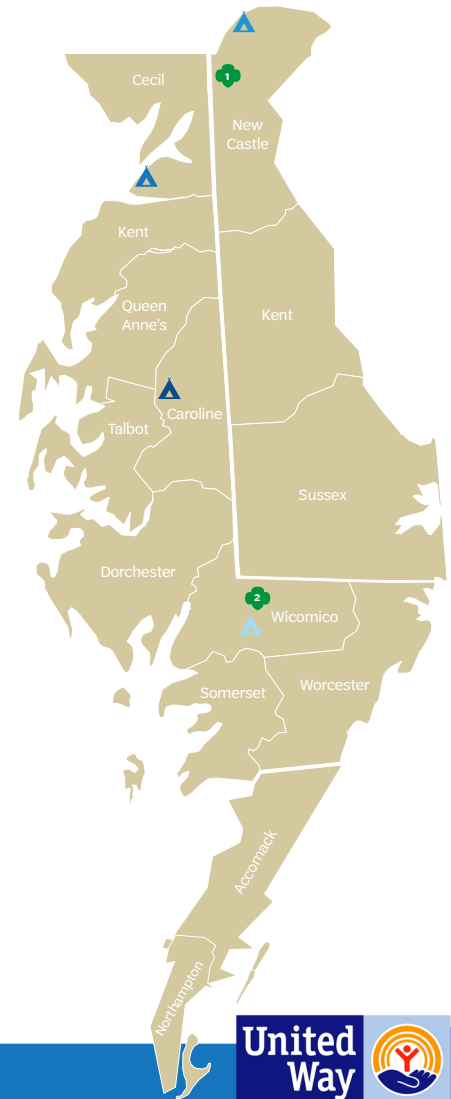 Cecil
1
New
Castle
Kent
Queen
Anne's
Kent
Caroline
Talbot
Sussex
Dorchester
2
Wicomico
Somerset
Worcester
Accomack
Northampton
United
Way